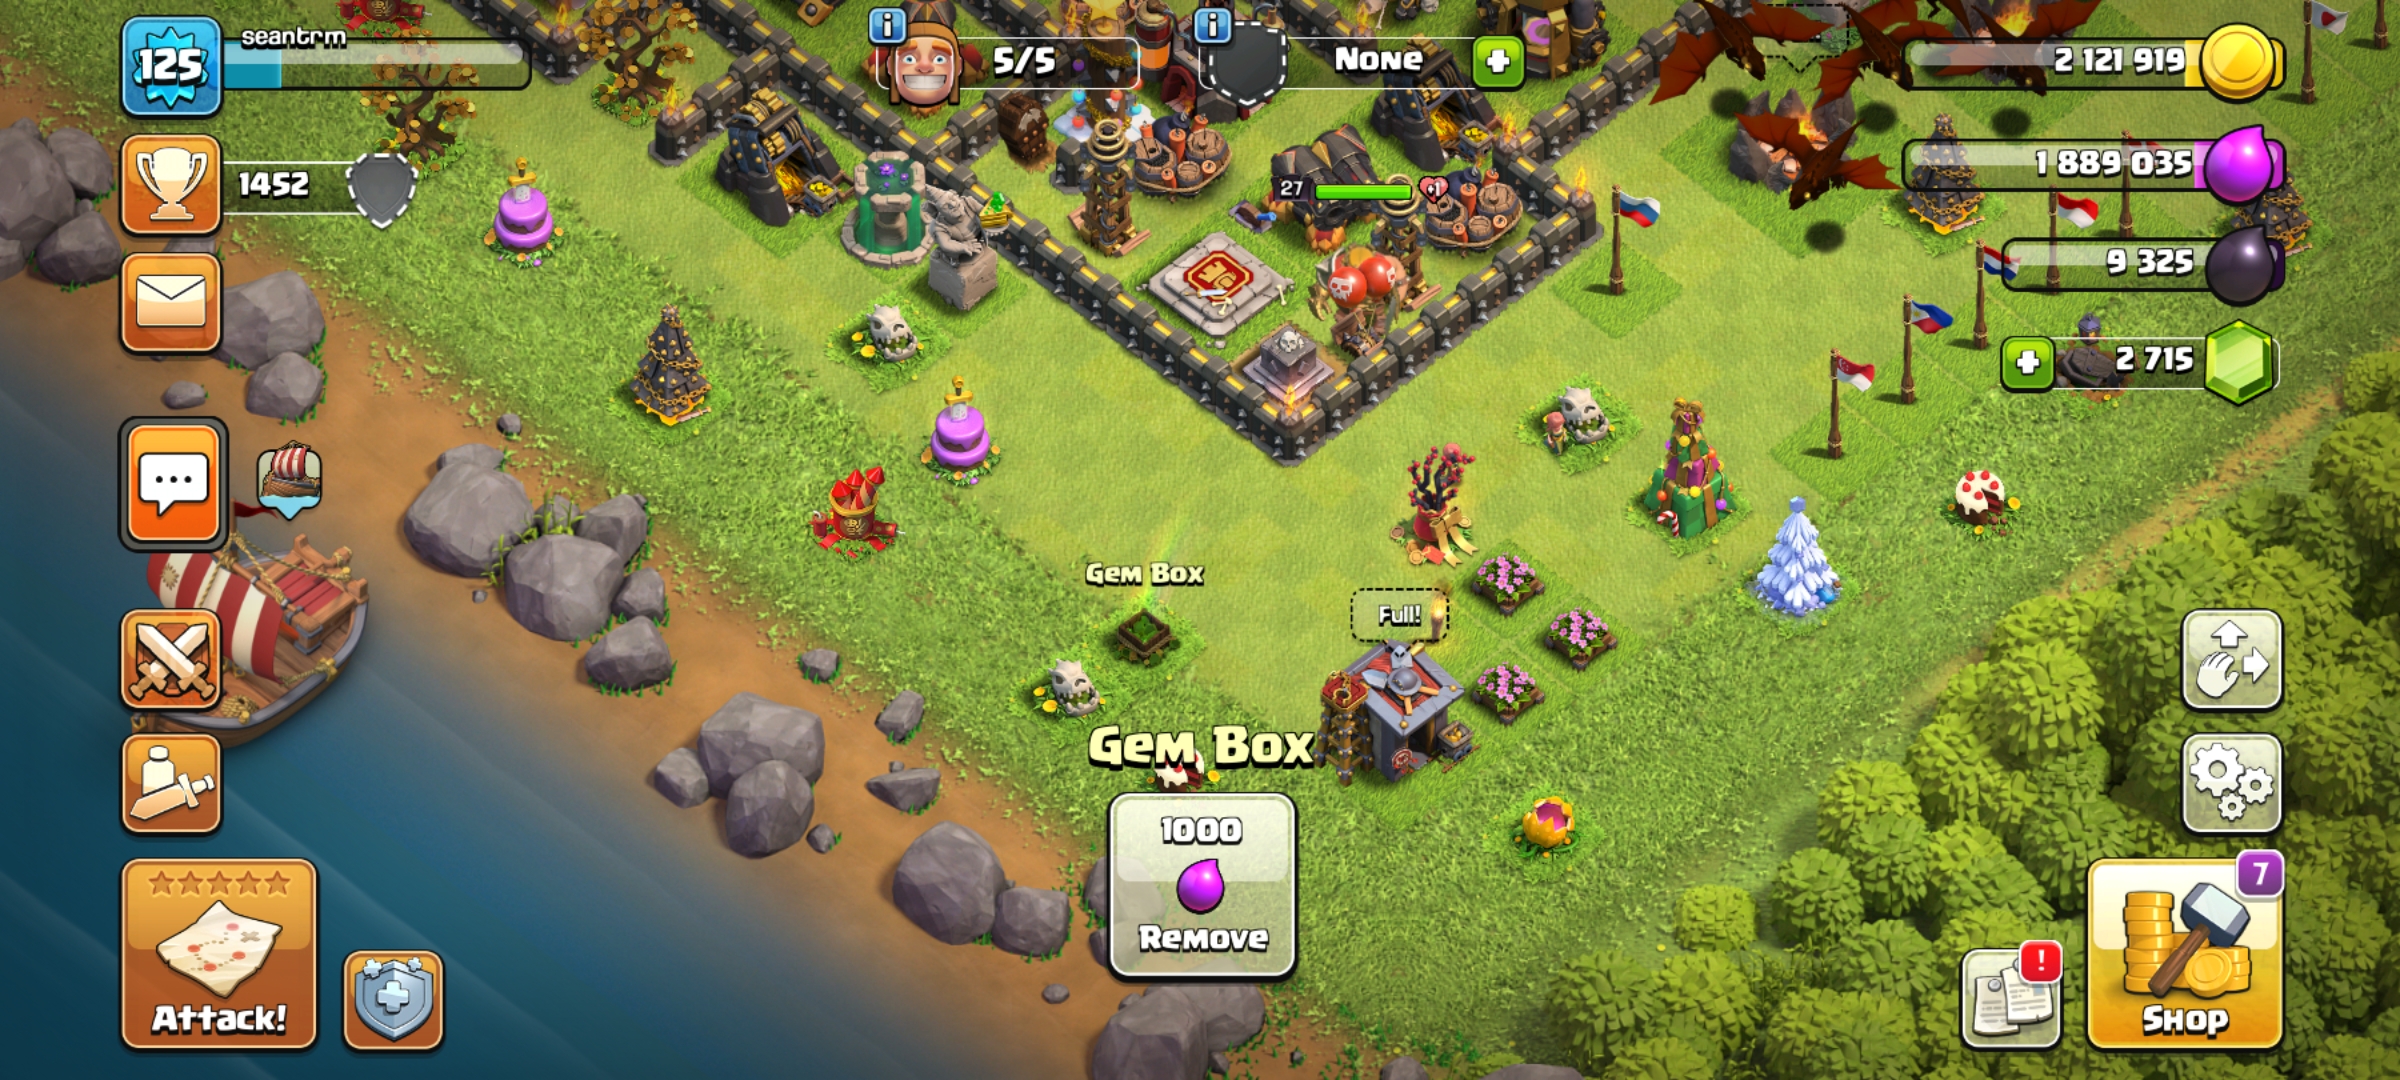 125
seantrm
5/5
None
2 121 919
1452
1 889 035
27
+1
9 325
2 715
Gem Box
Full!
Gem Box
1000
Remove
7
!
Attack!
Shop